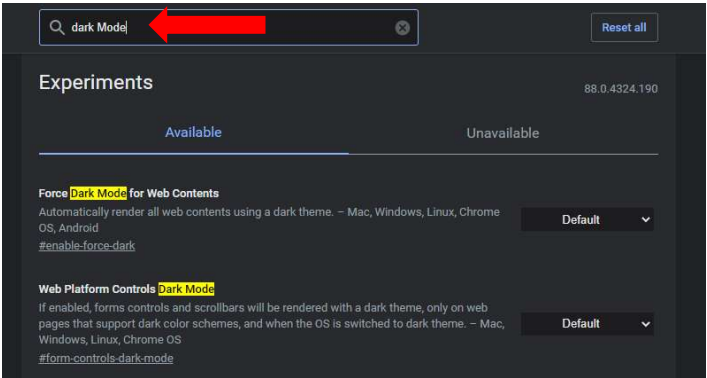 dark Mode
Reset all
Experiments
88.0.4324.190
Available
Unavailable
Force Dark Mode for Web Contents
Automatically render all web contents using a dark theme. – Mac, Windows, Linux, Chrome
OS, Android
Default
#enable-force-dark
Web Platform Controls Dark Mode
If enabled, forms controls and scrollbars will be rendered with a dark theme, only on web
pages that support dark color schemes, and when the OS is switched to dark theme. – Mac,
Windows, Linux, Chrome OS
Default
#form-controls-dark-mode